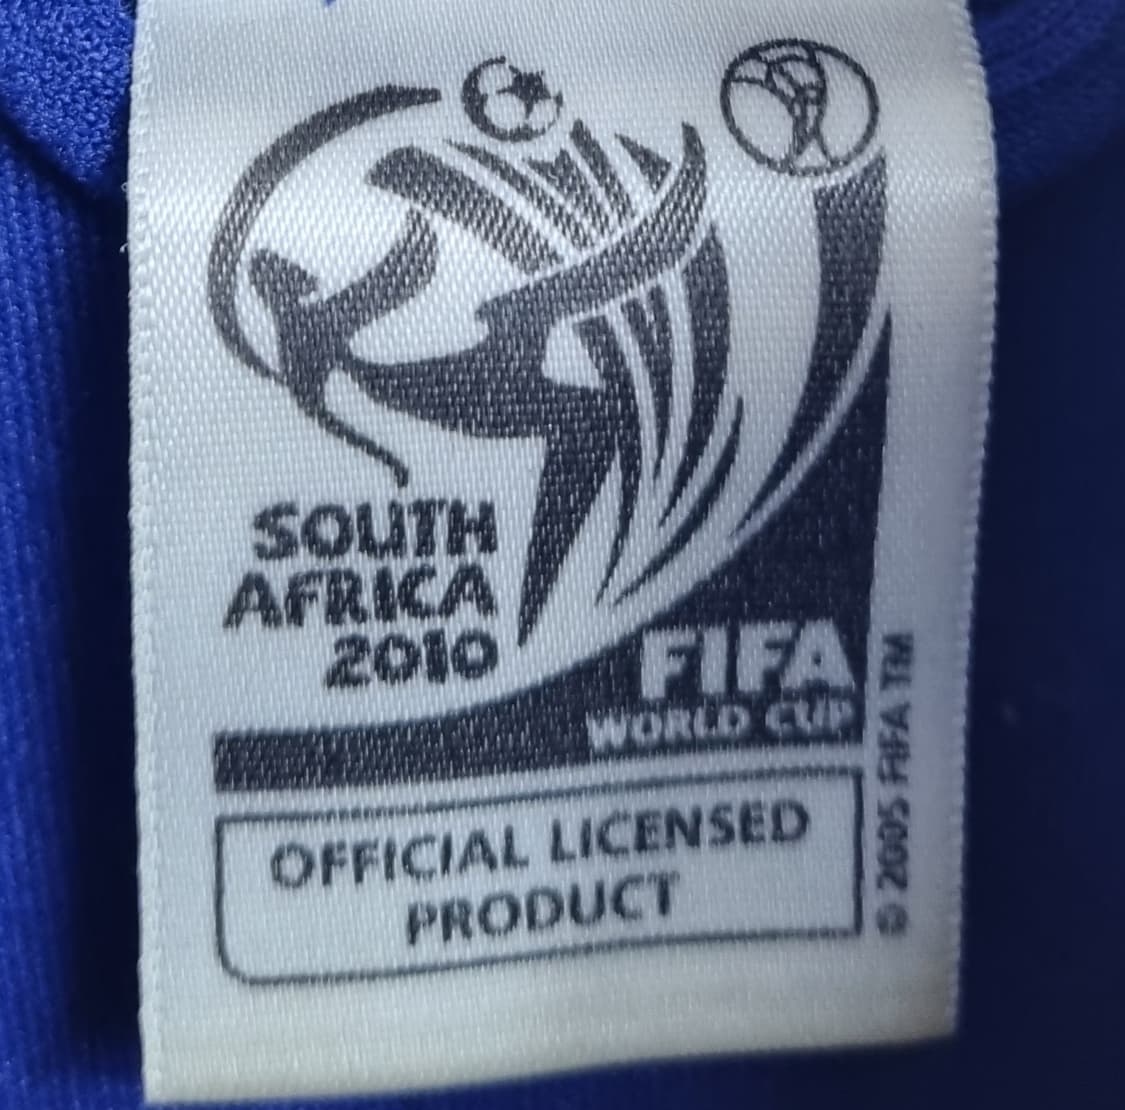 SOUTH
AFRICA
2010
FIFA
WORLD CUP
© 2005 FIFA TM
OFFICIAL LICENSED
PRODUCT